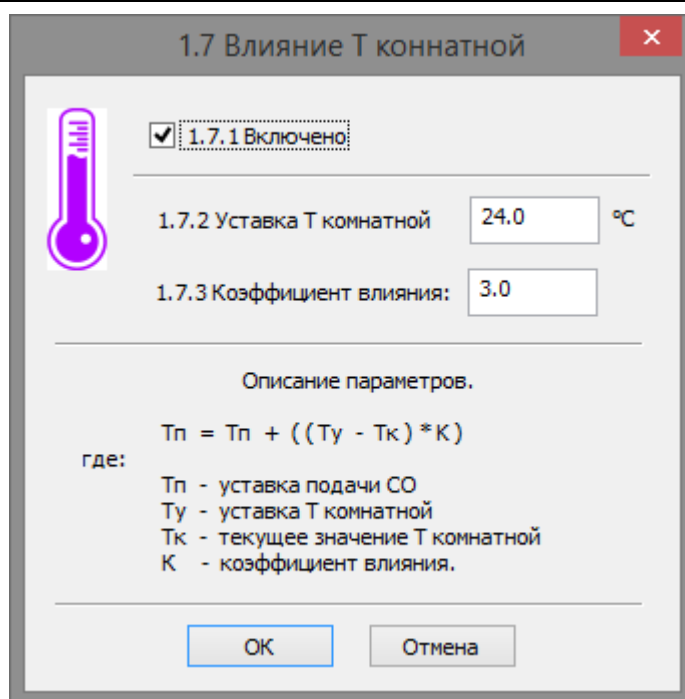 1.7 Влияние Т коннатной
1.7.1 Включено
1.7.2 Уставка Т комнатной 24.0 °C
1.7.3 Коэффициент влияния: 3.0
Описание параметров.
Тп = Тп + ((Ту - Тк)*К)
где:
Тп - уставка подачи СО
Ту - уставка Т комнатной
Тк - текущее значение Т комнатной
К - коэффициент влияния.
ОК Отмена